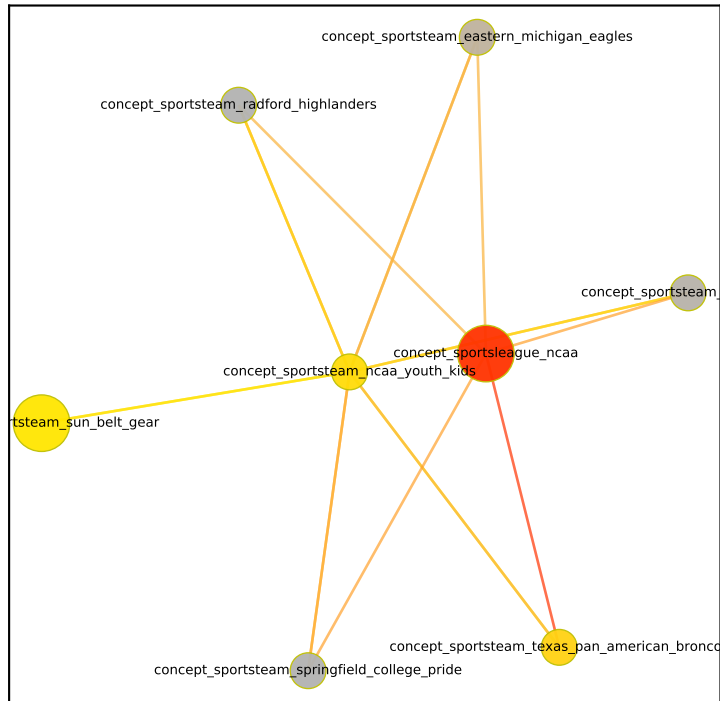 concept_sportsteam_eastern_michigan_eagles
concept_sportsteam_radford_highlanders
concept_sportsteam_
concept_sportsleague_ncaa
concept_sportsteam_ncaa_youth_kids
rtsteam_sun_belt_gear
concept_sportsteam_texas_pan_american_bronco
concept_sportsteam_springfield_college_pride